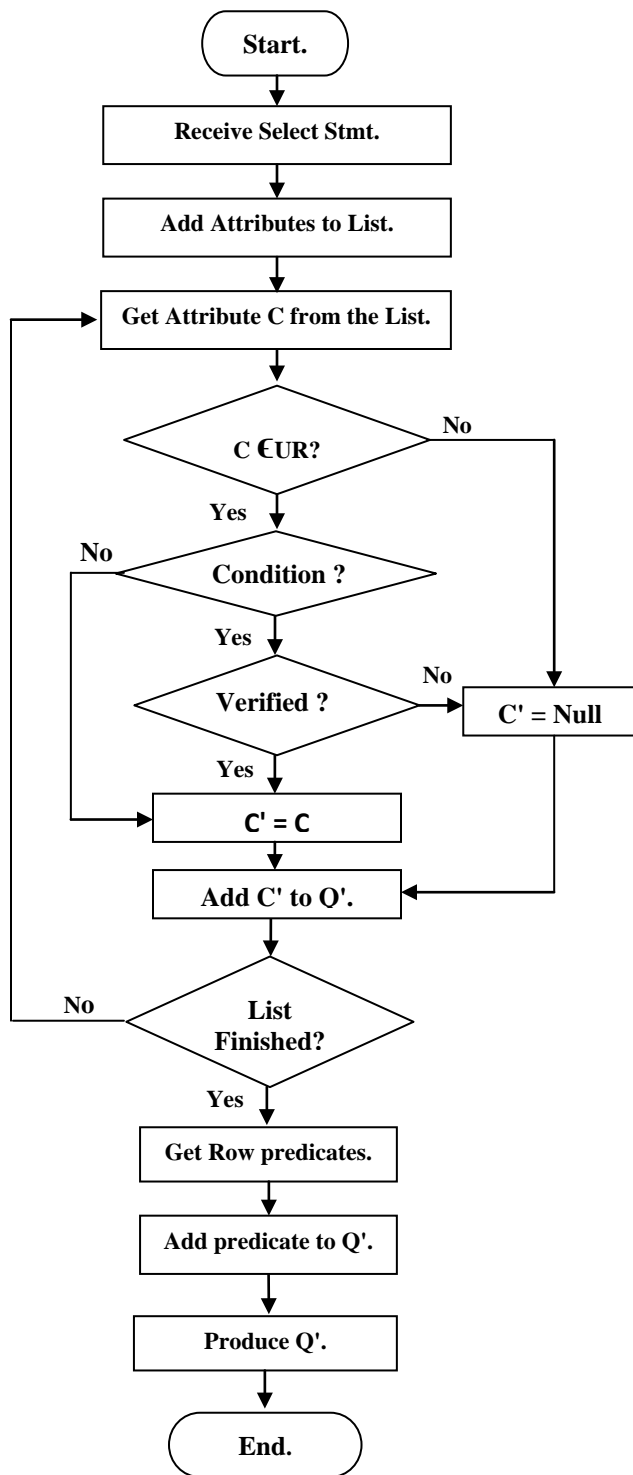 Start.
Receive Select Stmt.
Add Attributes to List.
Get Attribute C from the List.
C ЄUR?
No
Yes
No
Condition ?
Yes
Verified ?
No
C' = Null
Yes
C' = C
Add C' to Q'.
No
List
Finished?
Yes
Get Row predicates.
Add predicate to Q'.
Produce Q'.
End.